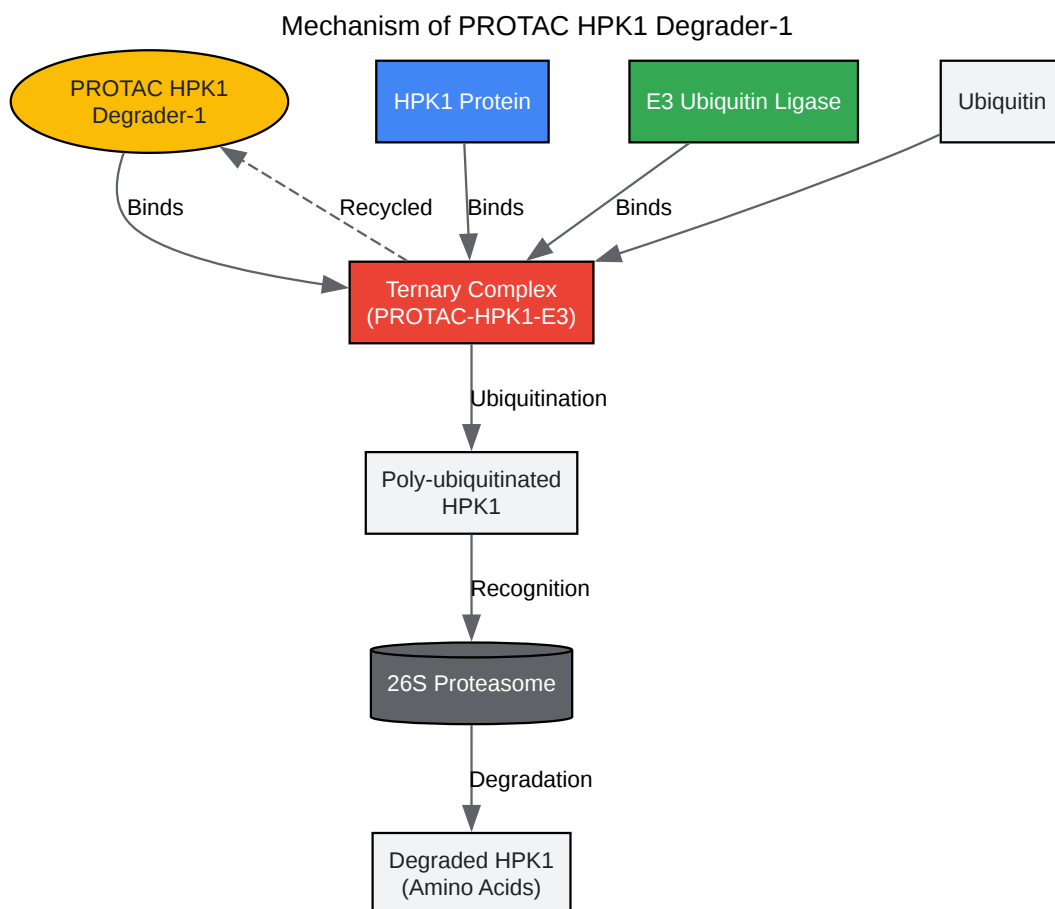 Mechanism of PROTAC HPK1 Degrader-1
PROTAC HPK1
Degrader-1
HPK1 Protein
E3 Ubiquitin Ligase
Ubiquitin
Binds
Recycled
Binds
Binds
Ternary Complex
(PROTAC-HPK1-E3)
Ubiquitination
Poly-ubiquitinated
HPK1
Recognition
26S Proteasome
Degradation
Degraded HPK1
(Amino Acids)